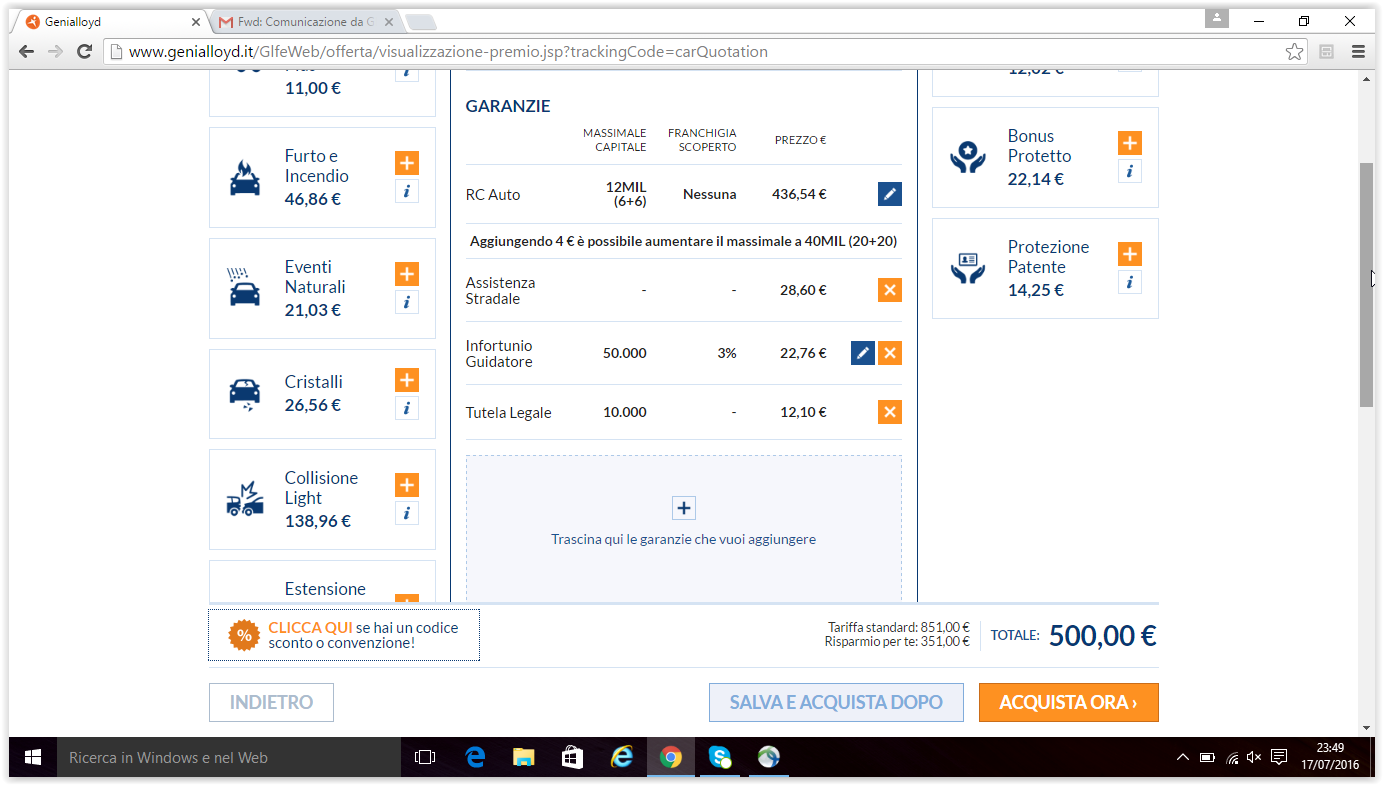 Genialloyd
Fwd: Comunicazione da G
www.genialloyd.it/GlfeWeb/offerta/visualizzazione-premio.jsp?trackingCode=carQuotation
11,00 €
i
Furto e
Incendio
46,86 €
i
Eventi
Naturali
21,03 €
i
Cristalli
26,56 €
i
Collisione
Light
138,96 €
i
Estensione
GARANZIE
MASSIMALE CAPITALE
FRANCHIGIA SCOPERTO
PREZZO €
RC Auto 12MIL (6+6) Nessuna 436,54 €
Aggiungendo 4 € è possibile aumentare il massimale a 40MIL (20+20)
Assistenza Stradale - - 28,60 €
Infortunio Guidatore 50.000 3% 22,76 €
Tutela Legale 10.000 - 12,10 €
Trascina qui le garanzie che vuoi aggiungere
12,02 €
Bonus
Protetto
22,14 €
i
Protezione
Patente
14,25 €
i
% CLICCA QUI se hai un codice
sconto o convenzione!
Tariffa standard: 851,00 €
Risparmio per te: 351,00 €
TOTALE: 500,00 €
INDIETRO
SALVA E ACQUISTA DOPO
ACQUISTA ORA ›
Ricerca in Windows e nel Web
23:49
17/07/2016